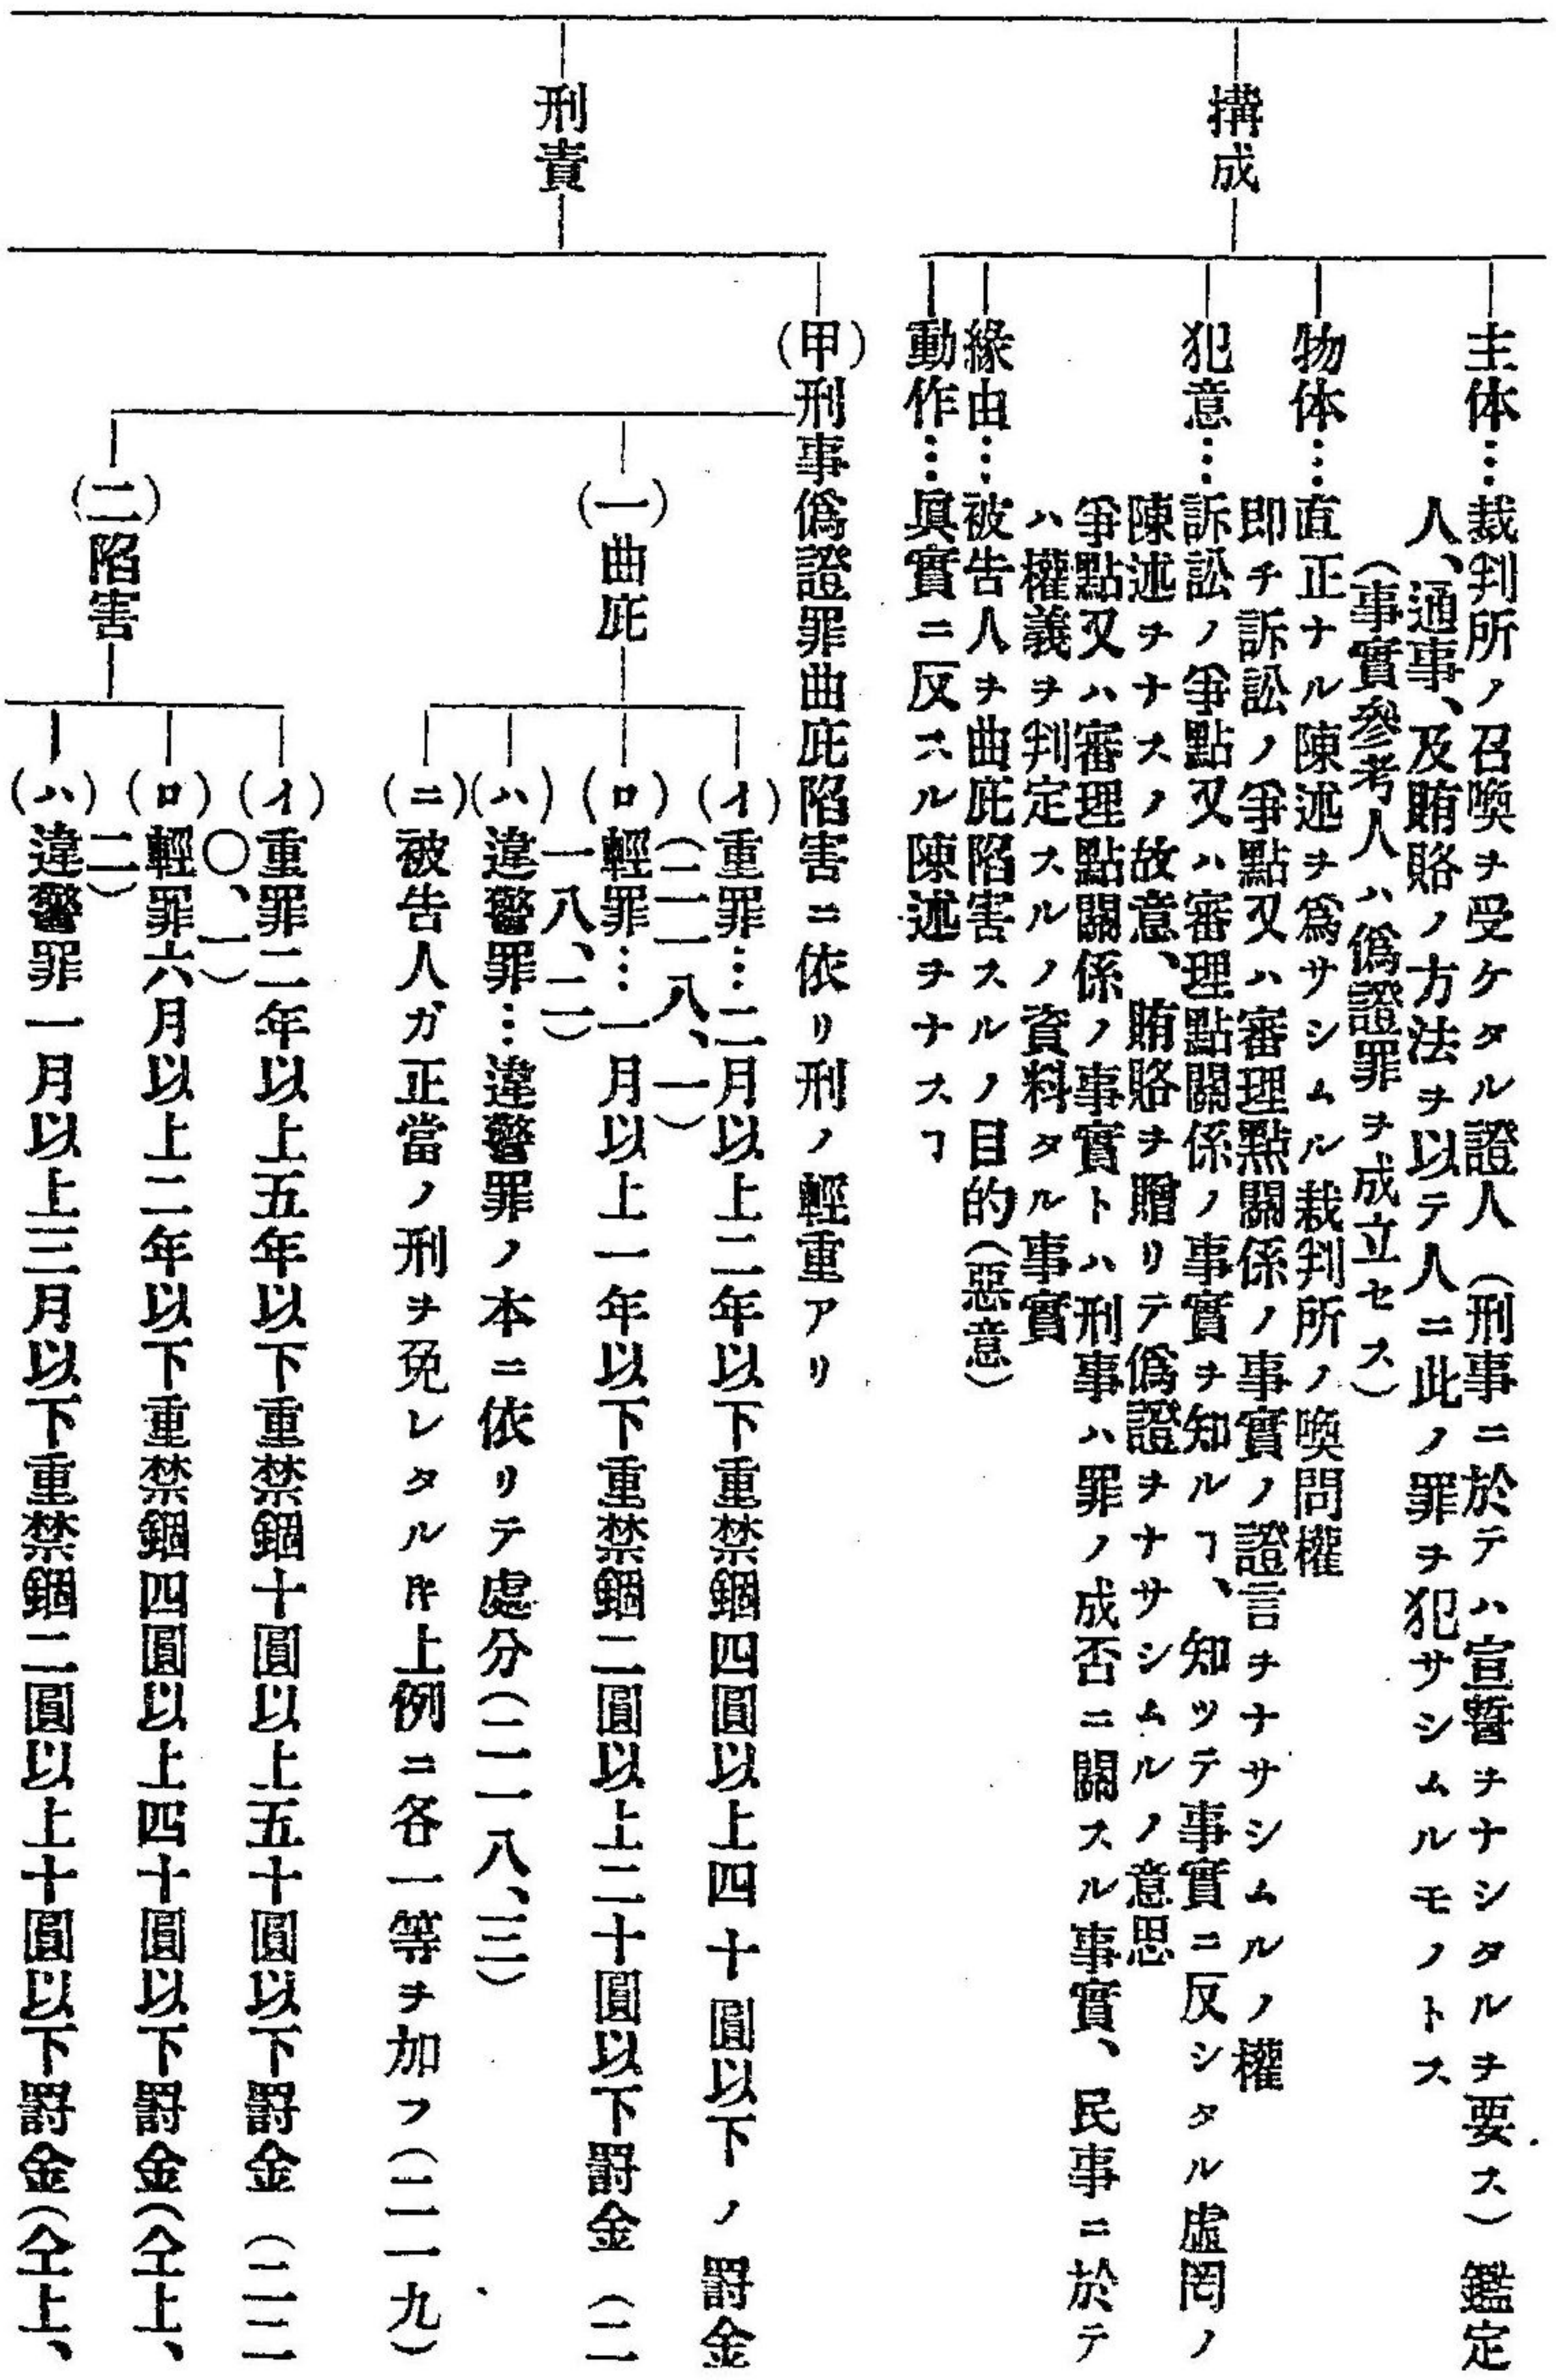 構成
主体…裁判所ノ召喚ヲ受ケタル證人(刑事ニ於テハ宣誓ヲナシタルヲ要ス)鑑定
人、通事、及賄賂ノ方法ヲ以テ人ニ此ノ罪ヲ犯サシムルモノトス
(事實參考人ハ僞證罪ヲ成立セス)
物体…直正ナル陳述ヲ爲サシムル裁判所ノ喚問權
即チ訴訟ノ爭點又ハ審理點關係ノ事實ノ證言ヲナサシムルノ權
犯意…訴訟ノ爭點又ハ審理點關係ノ事實ヲ知ルヿ、知ツテ事實ニ反シタル虛罔ノ
陳述ヲナスノ故意、賄賂ヲ贈リテ僞證ヲナサシムルノ意思
爭點又ハ審理點關係ノ事實トハ刑事ハ罪ノ成否ニ關スル事實、民事ニ於テ
ハ權義ヲ判定スルノ資料タル事實
緣由…被告人ヲ曲庇陷害スルノ目的(惡意)
動作…眞實ニ反スル陳述ヲナスヿ
刑責
(甲)刑事僞證罪曲庇陷害ニ依リ刑ノ輕重アリ
(一)曲庇
(イ)重罪…二月以上二年以下重禁錮四圓以上四十圓以下ノ罸金
(二一八、一)
(ロ)輕罪…一月以上一年以下重禁錮二圓以上二十圓以下罸金(二
一八、二)
(ハ)違警罪…違警罪ノ本ニ依リテ處分(二一八、三)
(ニ)被告人ガ正當ノ刑ヲ免レタル𪜈上例ニ各一等ヲ加フ(二一九)
(二)陷害
(イ)重罪二年以上五年以下重禁錮十圓以上五十圓以下罸金(二二
〇、一)
(ロ)輕罪六月以上二年以下重禁錮四圓以上四十圓以下罸金(仝上、
二)
(ハ)違警罪一月以上三月以下重禁錮二圓以上十圓以下罸金(仝上、